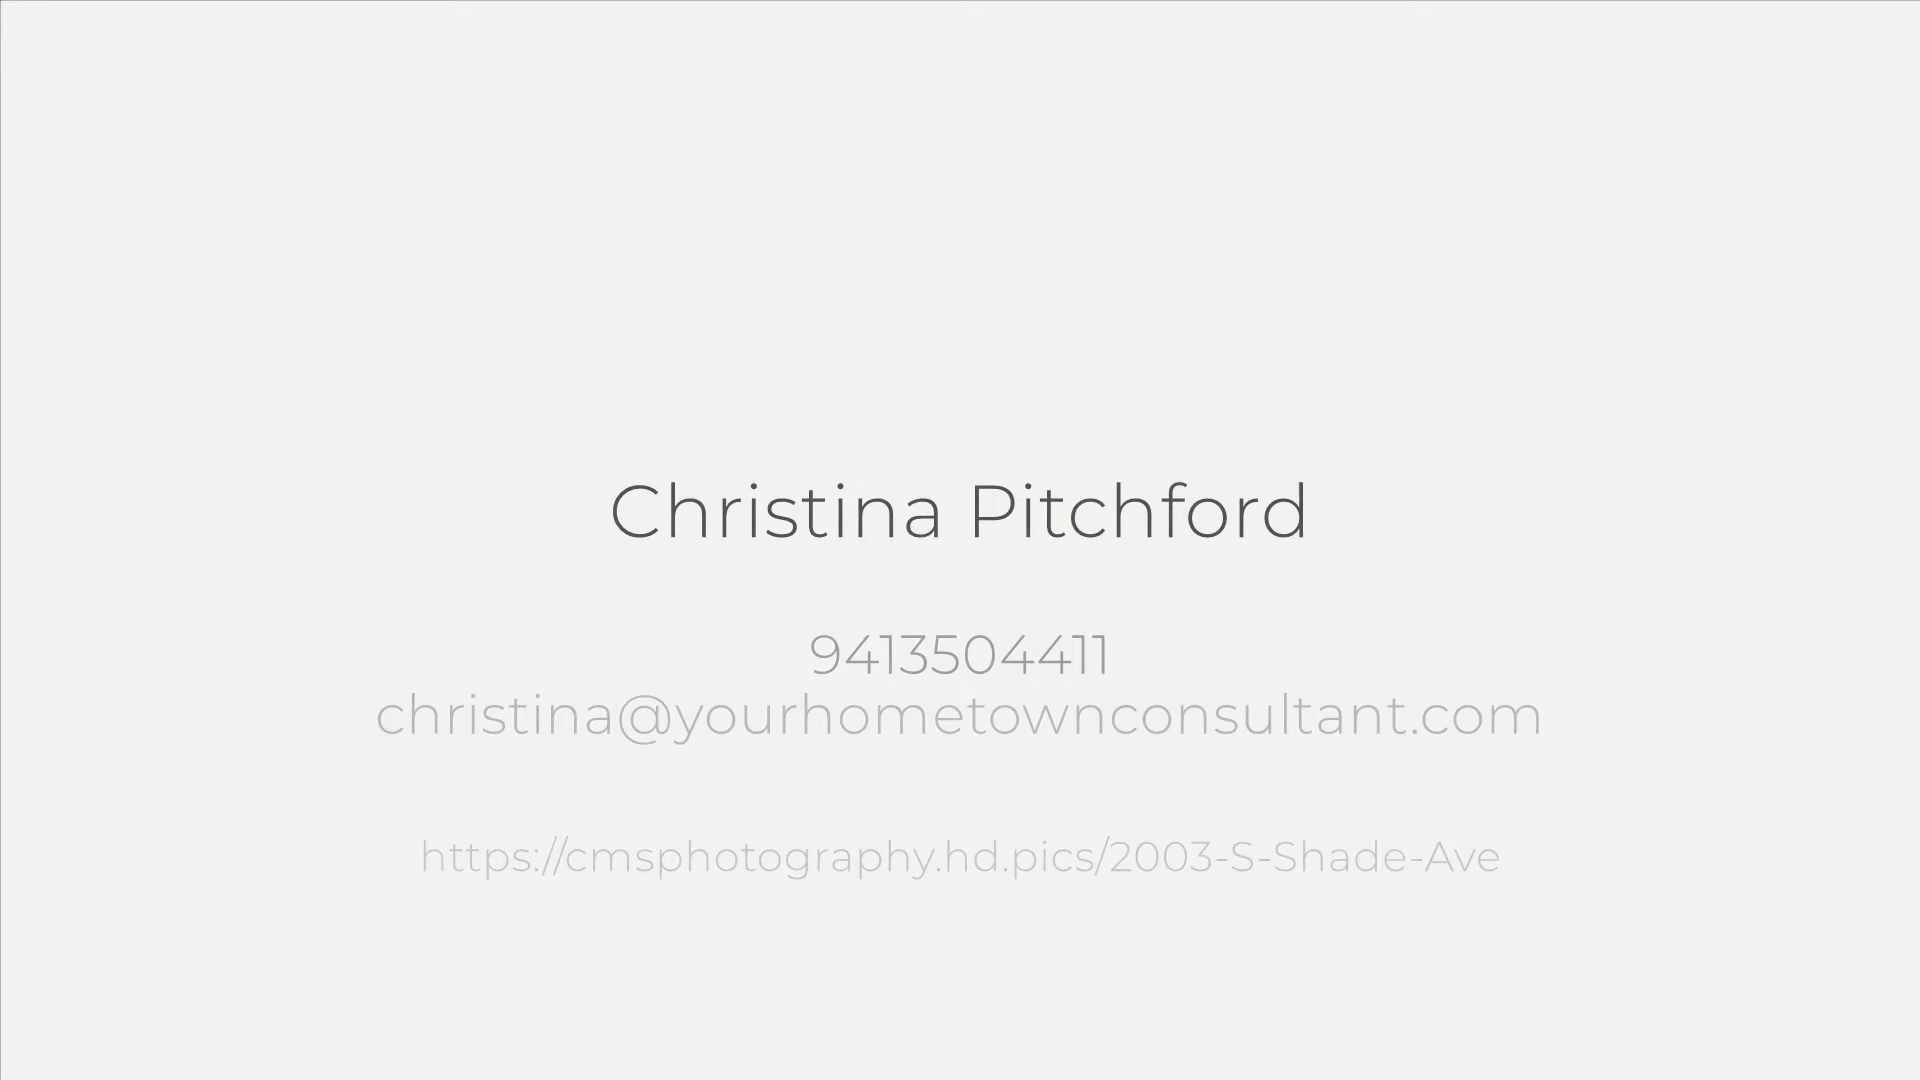 Christina Pitchford
9413504411
christina@yourhometownconsultant.com
https://cmsphotography.hd.pics/2003-S-Shade-Ave